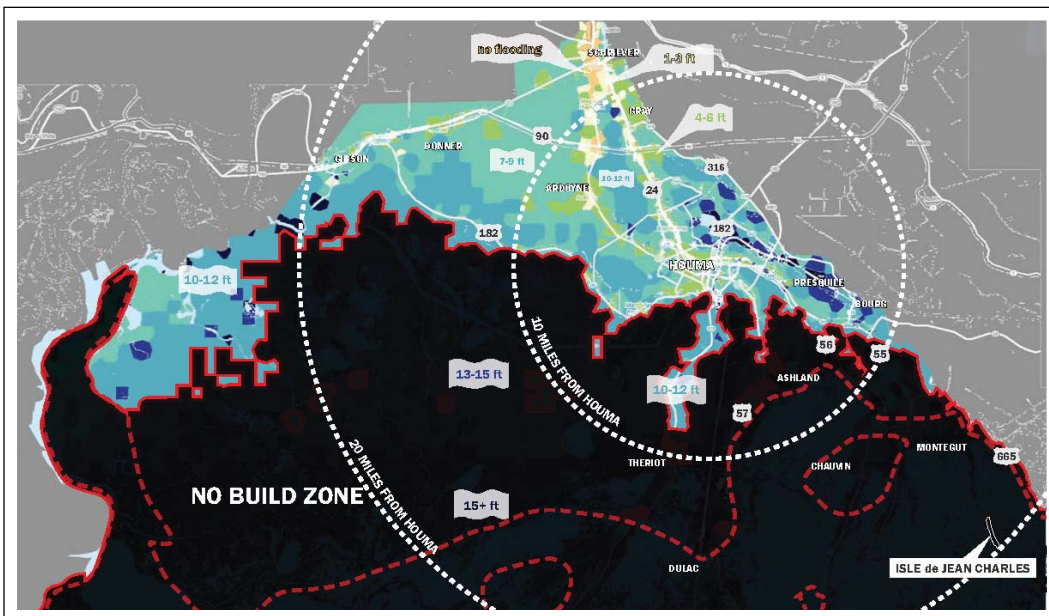 no flooding
SCHRIEVER
1-3 ft
GRAY
4-6 ft
90
DONNER
GIBSON
7-9 ft
316
10-12 ft
ARDOYNE
24
182
182
HOUMA
10-12 ft
PRESQUILE
BOURG
10 MILES FROM HOUMA
56
55
13-15 ft
ASHLAND
10-12 ft
57
MONTEGUT
THERIOT
CHAUVIN
665
20 MILES FROM HOUMA
NO BUILD ZONE
15+ ft
DULAC
ISLE de JEAN CHARLES